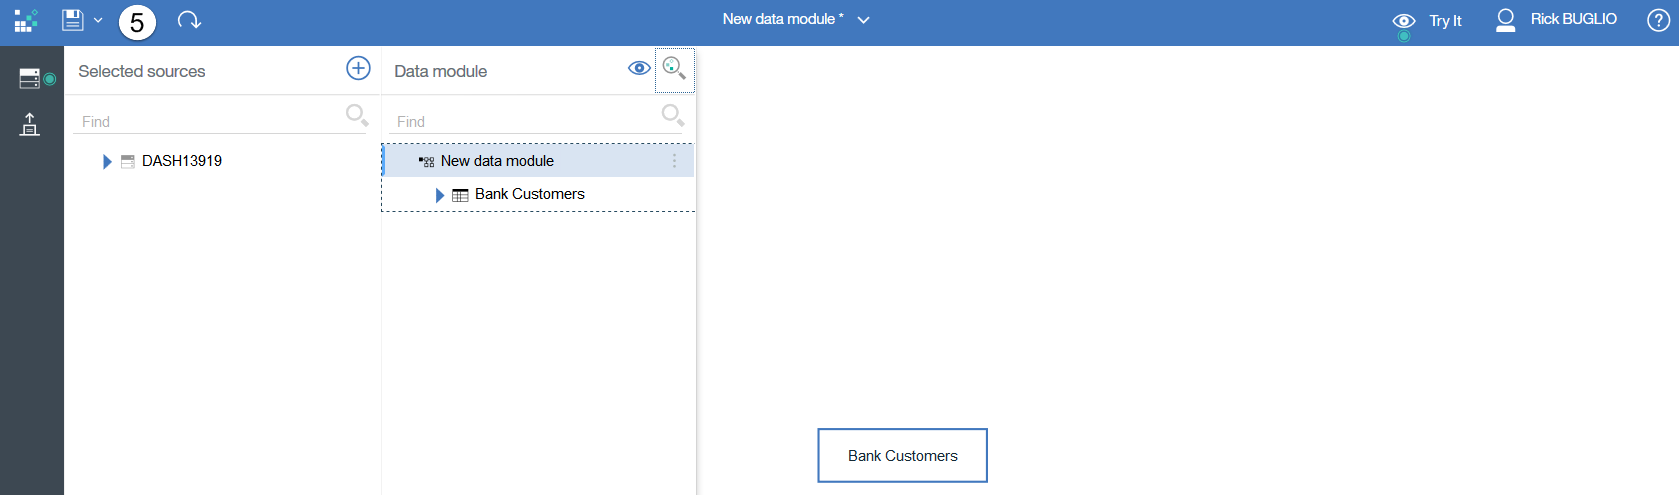 5
New data module *
Try It
Rick BUGLIO
?
Selected sources
Data module
Find
Find
DASH13919
New data module
Bank Customers
Bank Customers